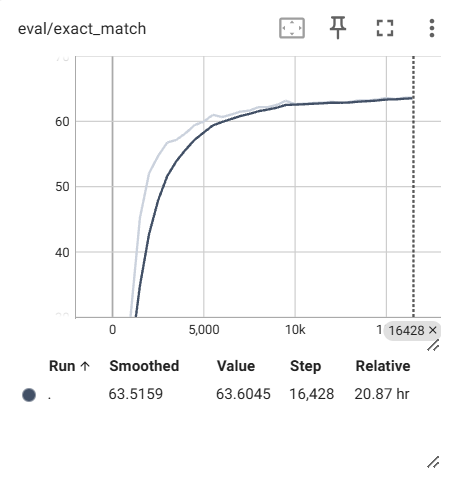 eval/exact_match
60
50
40
0 5,000 10k 1 16428 ×
Run ↑ Smoothed Value Step Relative
. 63.5159 63.6045 16,428 20.87 hr